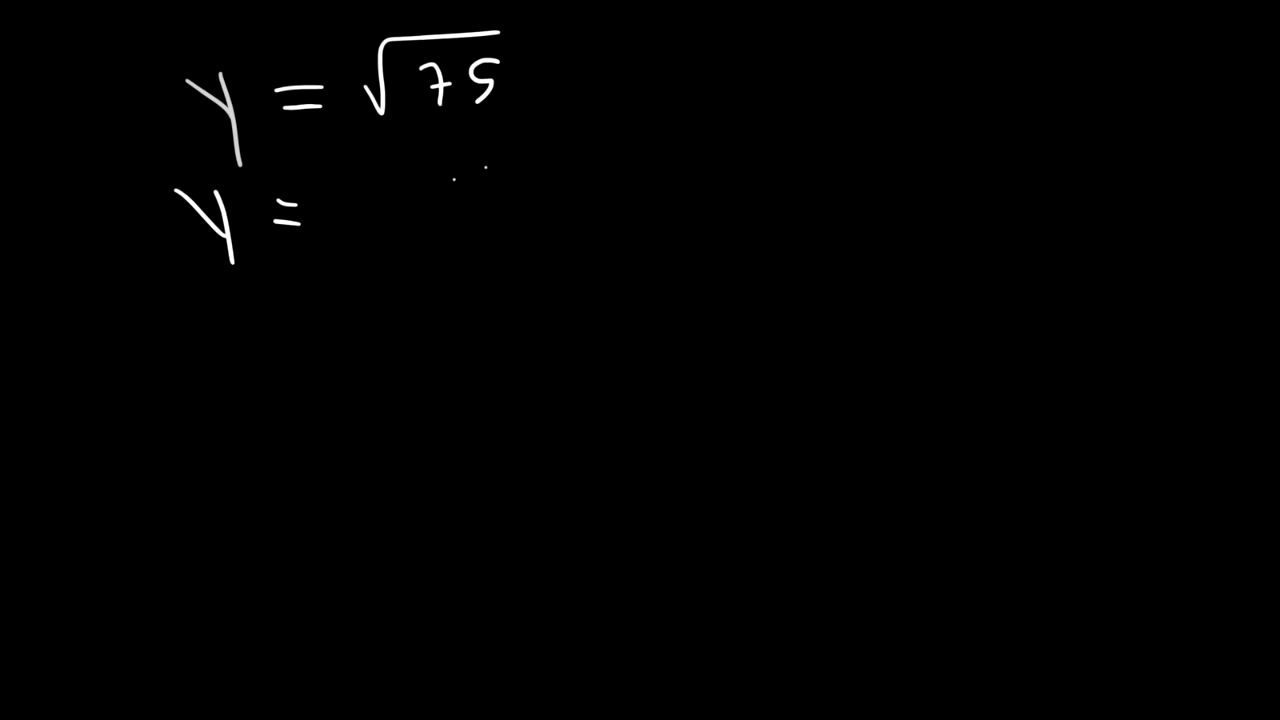 y = √75
y =